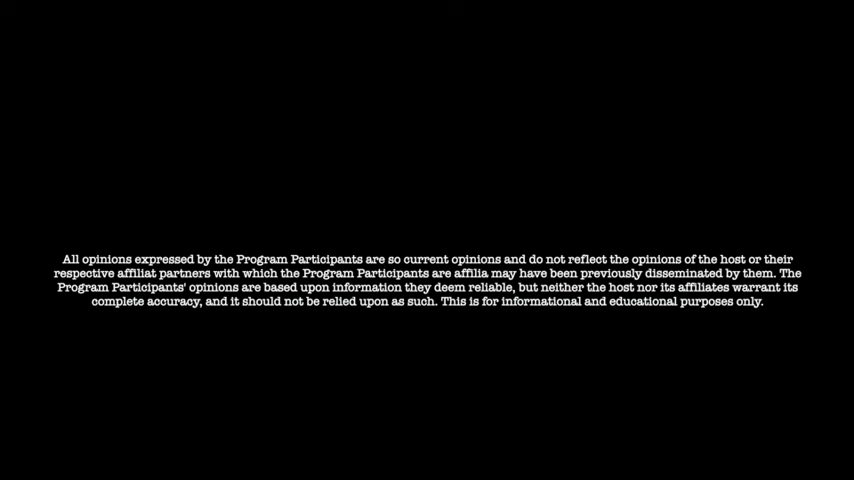 All opinions expressed by the Program Participants are so current opinions and do not reflect the opinions of the host or their
respective affiliat partners with which the Program Participants are affilia may have been previously disseminated by them. The
Program Participants' opinions are based upon information they deem reliable, but neither the host nor its affiliates warrant its
complete accuracy, and it should not be relied upon as such. This is for informational and educational purposes only.